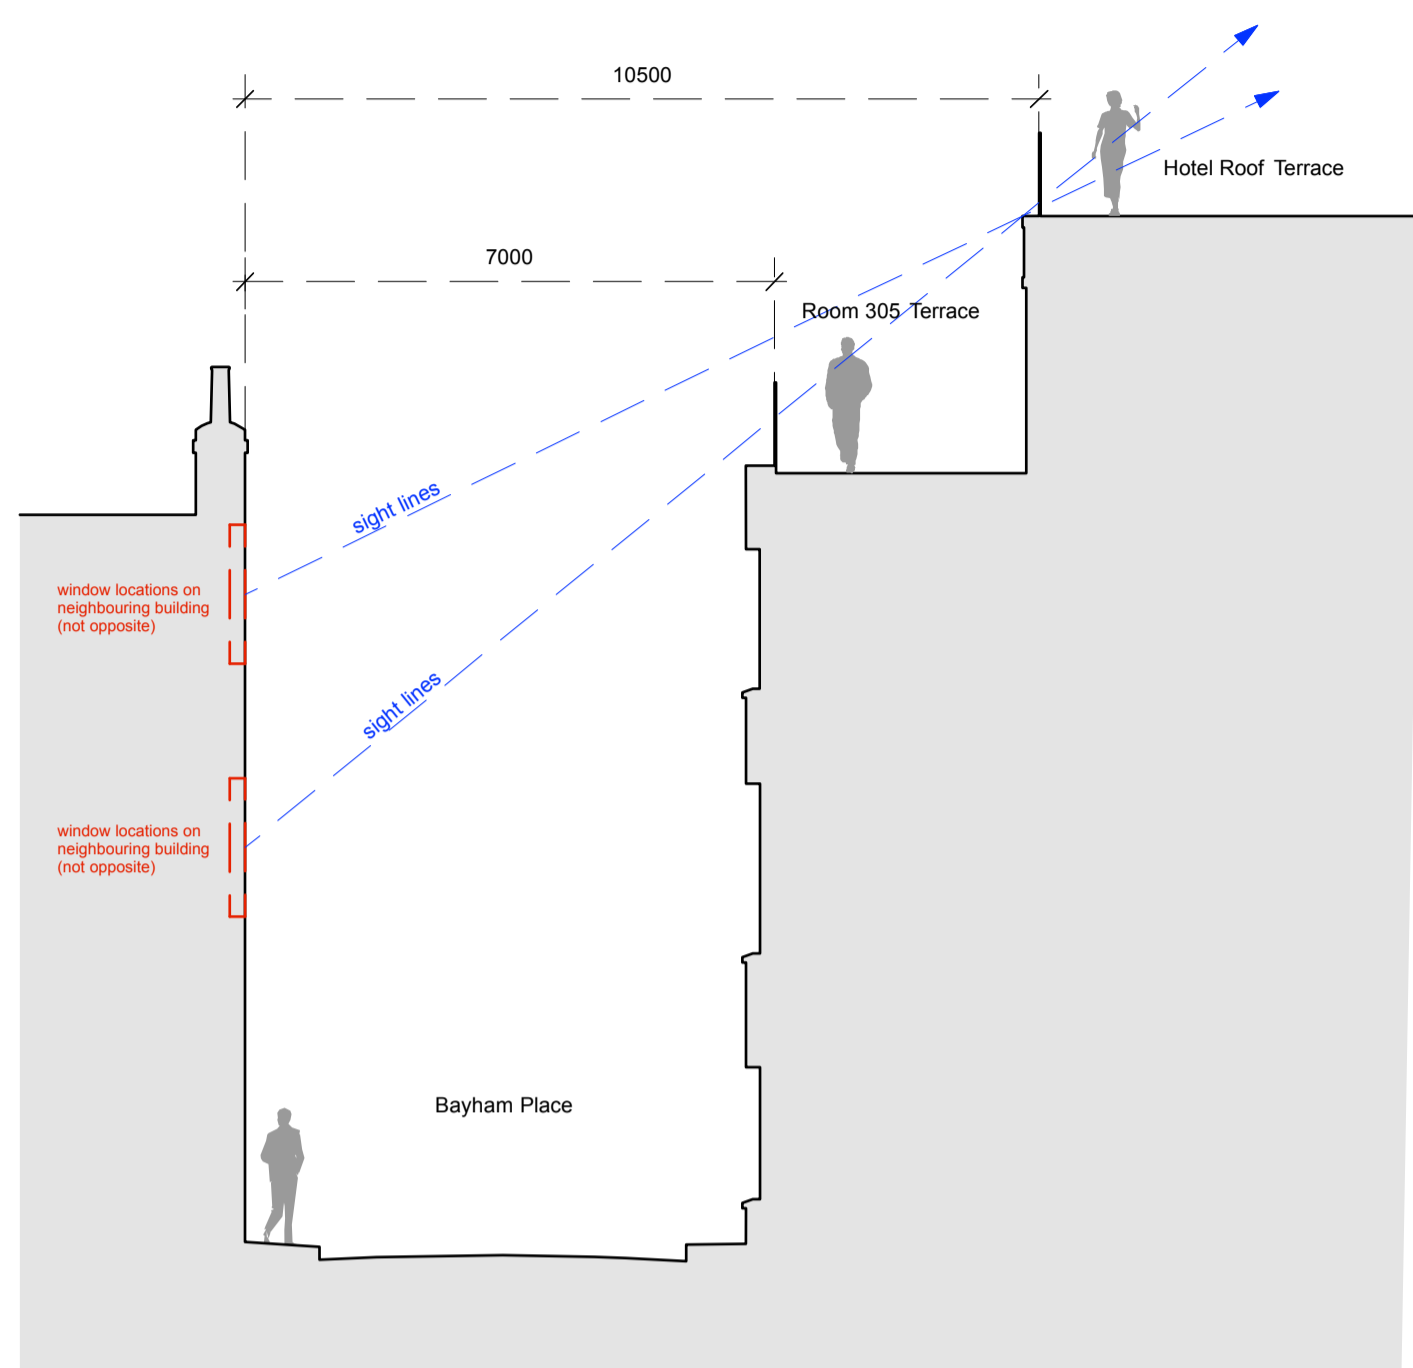 10500
Hotel Roof Terrace
7000
Room 305 Terrace
sight lines
window locations on
neighbouring building
(not opposite)
sight lines
window locations on
neighbouring building
(not opposite)
Bayham Place